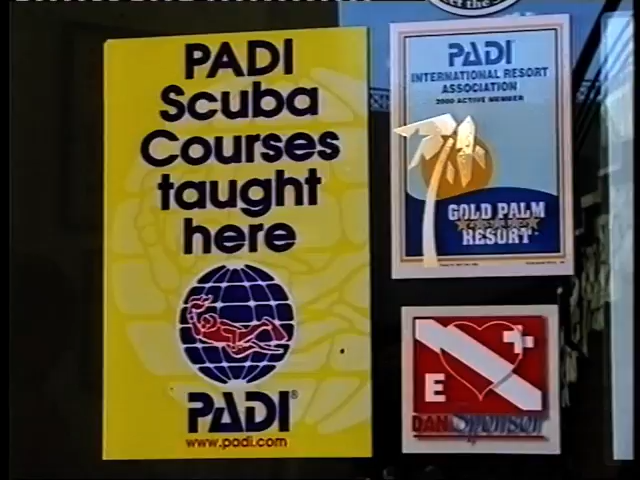 PADI
Scuba
Courses
taught
here
PADI®
www.padi.com
PADI
INTERNATIONAL RESORT
ASSOCIATION
2000 ACTIVE MEMBER
GOLD PALM
RESORT
E
DAN Sponsor